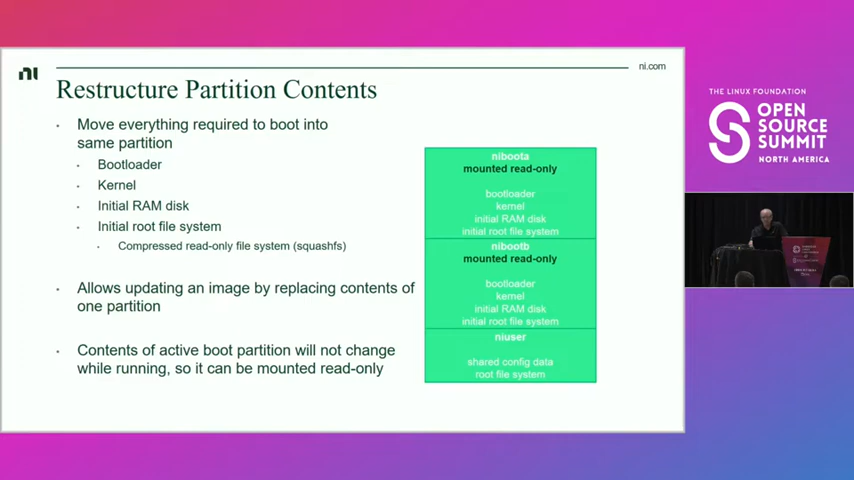 ni
ni.com
Restructure Partition Contents
Move everything required to boot into
same partition
Bootloader
Kernel
Initial RAM disk
Initial root file system
Compressed read-only file system (squashfs)
Allows updating an image by replacing contents of
one partition
Contents of active boot partition will not change
while running, so it can be mounted read-only
niboota
mounted read-only
bootloader
kernel
initial RAM disk
initial root file system
nibootb
mounted read-only
bootloader
kernel
initial RAM disk
initial root file system
niuser
shared config data
root file system
THE LINUX FOUNDATION
OPEN
SOURCE
SUMMIT
NORTH AMERICA